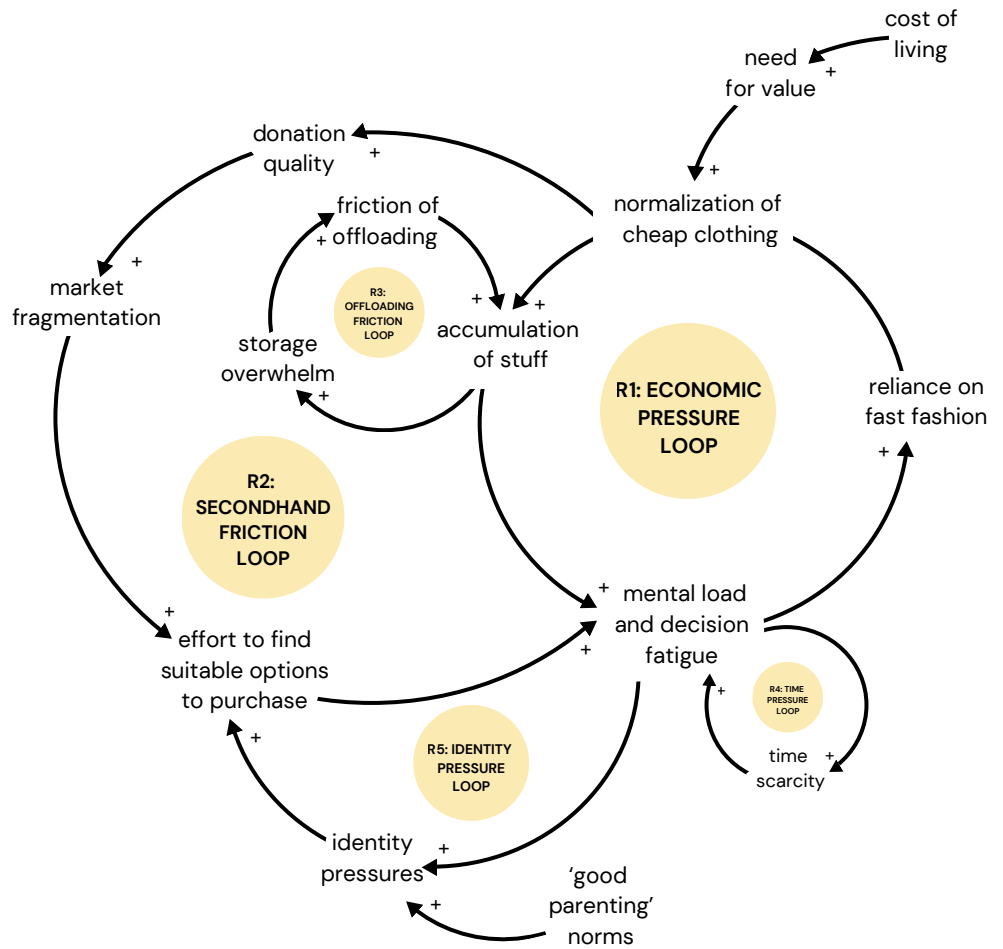 cost of
living
+
need
for value
+
donation
quality
+
normalization of
cheap clothing
friction of
offloading
+
+
market
fragmentation
R3:
OFFLOADING
FRICTION
LOOP
+
+
accumulation
of stuff
storage
overwhelm
+
R1: ECONOMIC
PRESSURE
LOOP
reliance on
fast fashion
+
R2:
SECONDHAND
FRICTION
LOOP
+
effort to find
suitable options
to purchase
+
+
mental load
and decision
fatigue
R4: TIME
PRESSURE
LOOP
+
+
time
scarcity
R5: IDENTITY
PRESSURE
LOOP
+
identity
pressures
+
+
‘good
parenting’
norms